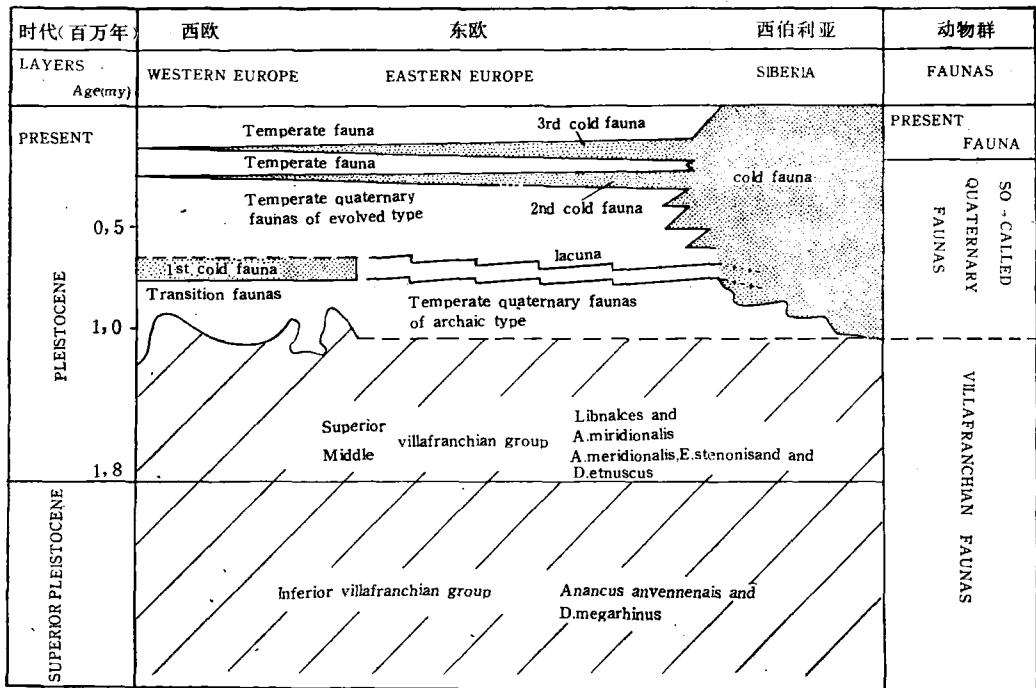 时代(百万年) 西欧 东欧 西伯利亚 动物群
LAYERS
Age(my)
WESTERN EUROPE EASTERN EUROPE SIBERIA FAUNAS
PRESENT
Temperate fauna
3rd cold fauna
PRESENT
FAUNA
Temperate fauna
cold fauna
Temperate quaternary
faunas of evolved type
2nd cold fauna
SO-CALLED
QUATERNARY
FAUNAS
0,5
lacuna
1st cold fauna
Transition faunas
Temperate quaternary faunas
of archaic type
1,0
PLEISTOCENE
Superior
Middle
villafranchian group
Libnalces and
A.miridionalis
A.meridionalis,E.stenonisand and
D.etnuscus
1,8
VILLAFRANCHIAN FAUNAS
SUPERIOR PLEISTOCENE
Inferior villafranchian group
Anancus anvennenais and
D.megarhinus